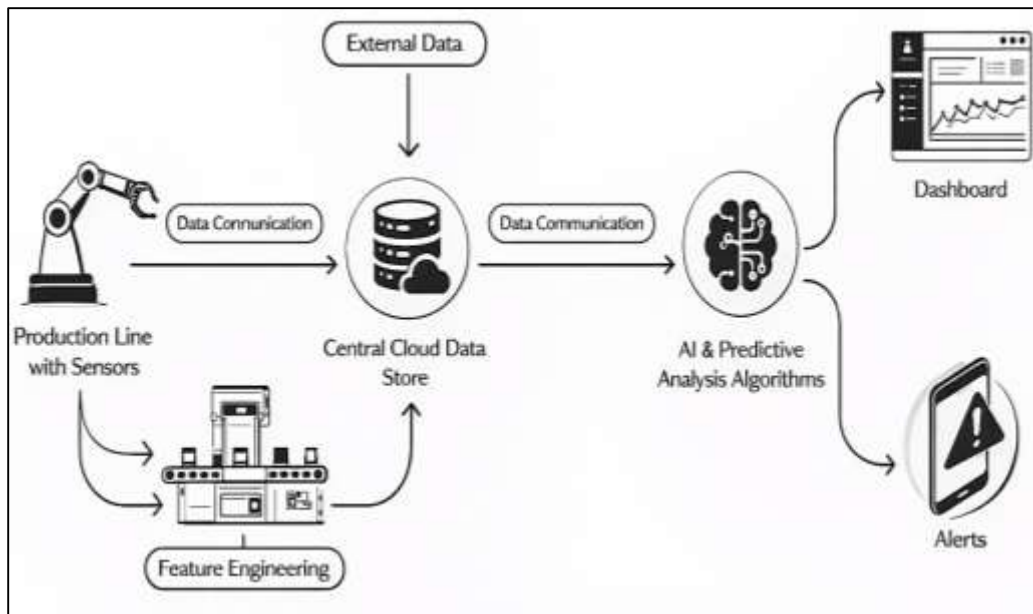 External Data
Dashboard
Data Connunication
Data Communication
Production Line
with Sensors
Central Cloud Data
Store
AI & Predictive
Analysis Algorithms
Feature Engineering
Alerts